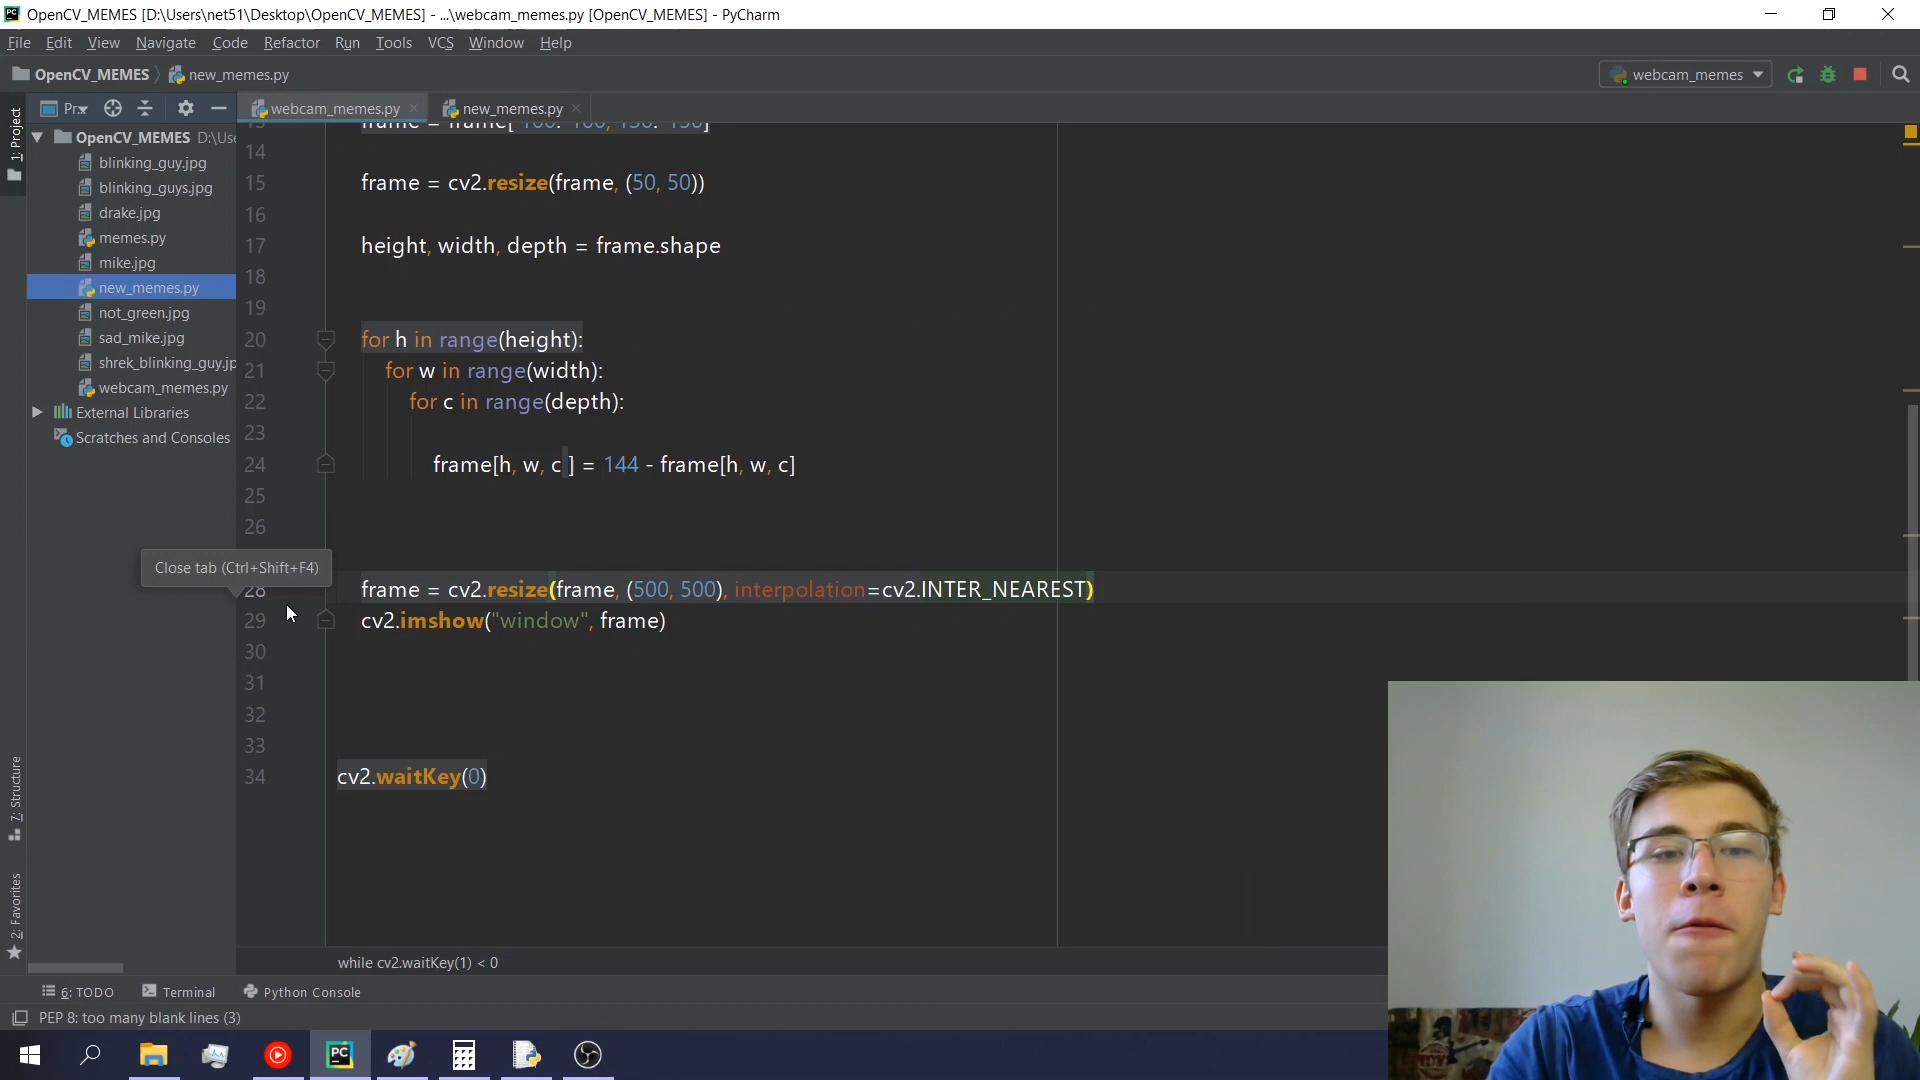 OpenCV_MEMES [D:\Users\net51\Desktop\OpenCV_MEMES] - ...\webcam_memes.py [OpenCV_MEMES] - PyCharm
File Edit View Navigate Code Refactor Run Tools VCS Window Help
OpenCV_MEMES new_memes.py webcam_memes
1: Project
Pr webcam_memes.py new_memes.py
OpenCV_MEMES D:\Use
blinking_guy.jpg
blinking_guys.jpg
drake.jpg
memes.py
mike.jpg
new_memes.py
not_green.jpg
sad_mike.jpg
shrek_blinking_guy.jp
webcam_memes.py
External Libraries
Scratches and Consoles
14
15 frame = cv2.resize(frame, (50, 50))
16
17 height, width, depth = frame.shape
18
19
20 for h in range(height):
21 for w in range(width):
22 for c in range(depth):
23
24 frame[h, w, c ] = 144 - frame[h, w, c]
25
26
Close tab (Ctrl+Shift+F4)
28 frame = cv2.resize(frame, (500, 500), interpolation=cv2.INTER_NEAREST)
29 cv2.imshow("window", frame)
30
31
32
33
34 cv2.waitKey(0)
7: Structure
2: Favorites
while cv2.waitKey(1) < 0
6: TODO Terminal Python Console
PEP 8: too many blank lines (3)
PC